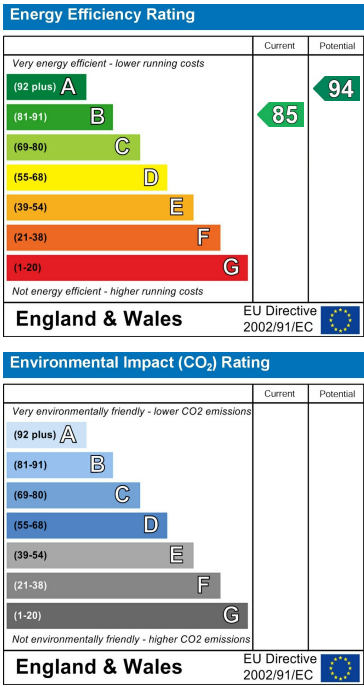 Energy Efficiency Rating
Current Potential
Very energy efficient - lower running costs
(92 plus) A
94
(81-91) B
85
(69-80) C
(55-68) D
(39-54) E
(21-38) F
(1-20) G
Not energy efficient - higher running costs
England & Wales
EU Directive
2002/91/EC
Environmental Impact (CO₂) Rating
Current Potential
Very environmentally friendly - lower CO2 emissions
(92 plus) A
(81-91) B
(69-80) C
(55-68) D
(39-54) E
(21-38) F
(1-20) G
Not environmentally friendly - higher CO2 emissions
England & Wales
EU Directive
2002/91/EC